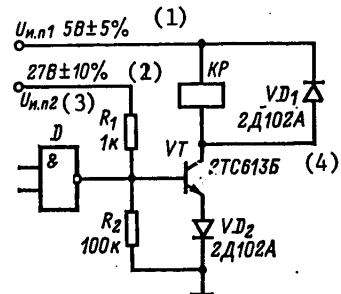 (1)
Uи.п1 5В±5%
27В±10% (2)
Uи.п2 (3)
КР
VD1
2Д102А
D
&
R1
1к
VT
2ТС613Б
(4)
R2
100к
VD2
2Д102А